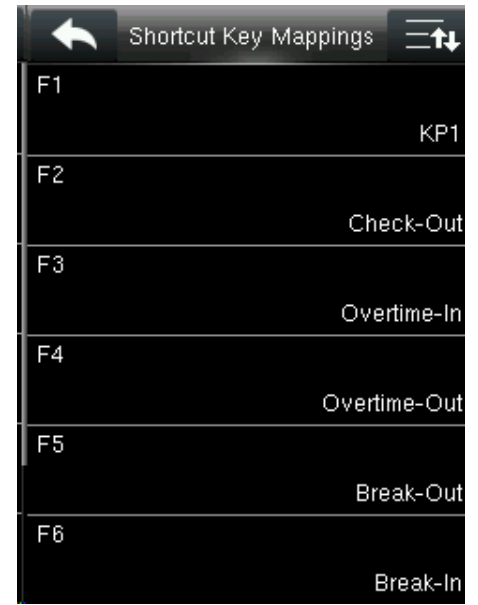 Shortcut Key Mappings
F1
KP1
F2
Check-Out
F3
Overtime-In
F4
Overtime-Out
F5
Break-Out
F6
Break-In